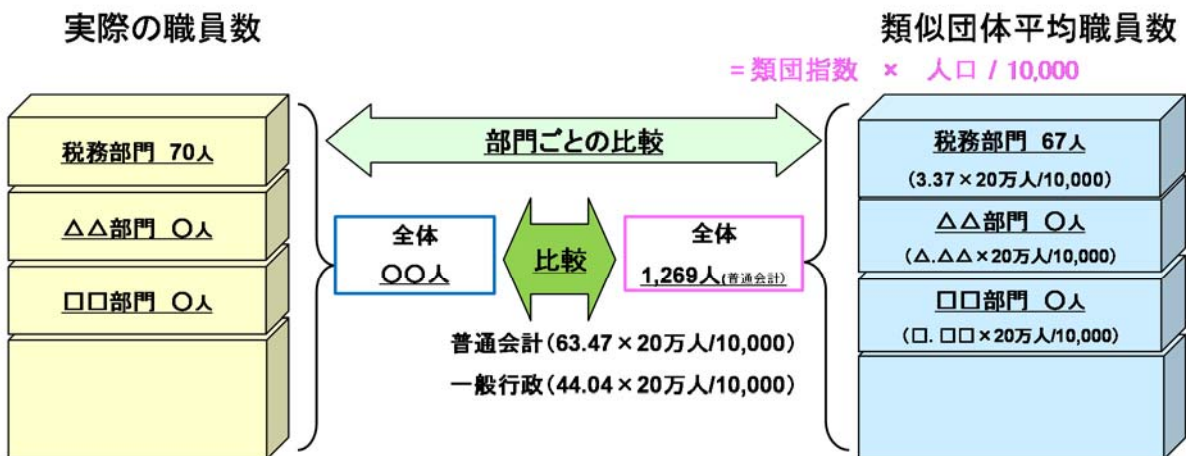 実際の職員数
類似団体平均職員数
=類団指数 × 人口 / 10,000
税務部門 70人
△△部門 〇人
□□部門 〇人
部門ごとの比較
全体
〇〇人
比較
全体
1,269人(普通会計)
普通会計(63.47×20万人/10,000)
一般行政(44.04×20万人/10,000)
税務部門 67人
(3.37×20万人/10,000)
△△部門 〇人
(△.△△×20万人/10,000)
□□部門 〇人
(□.□□×20万人/10,000)